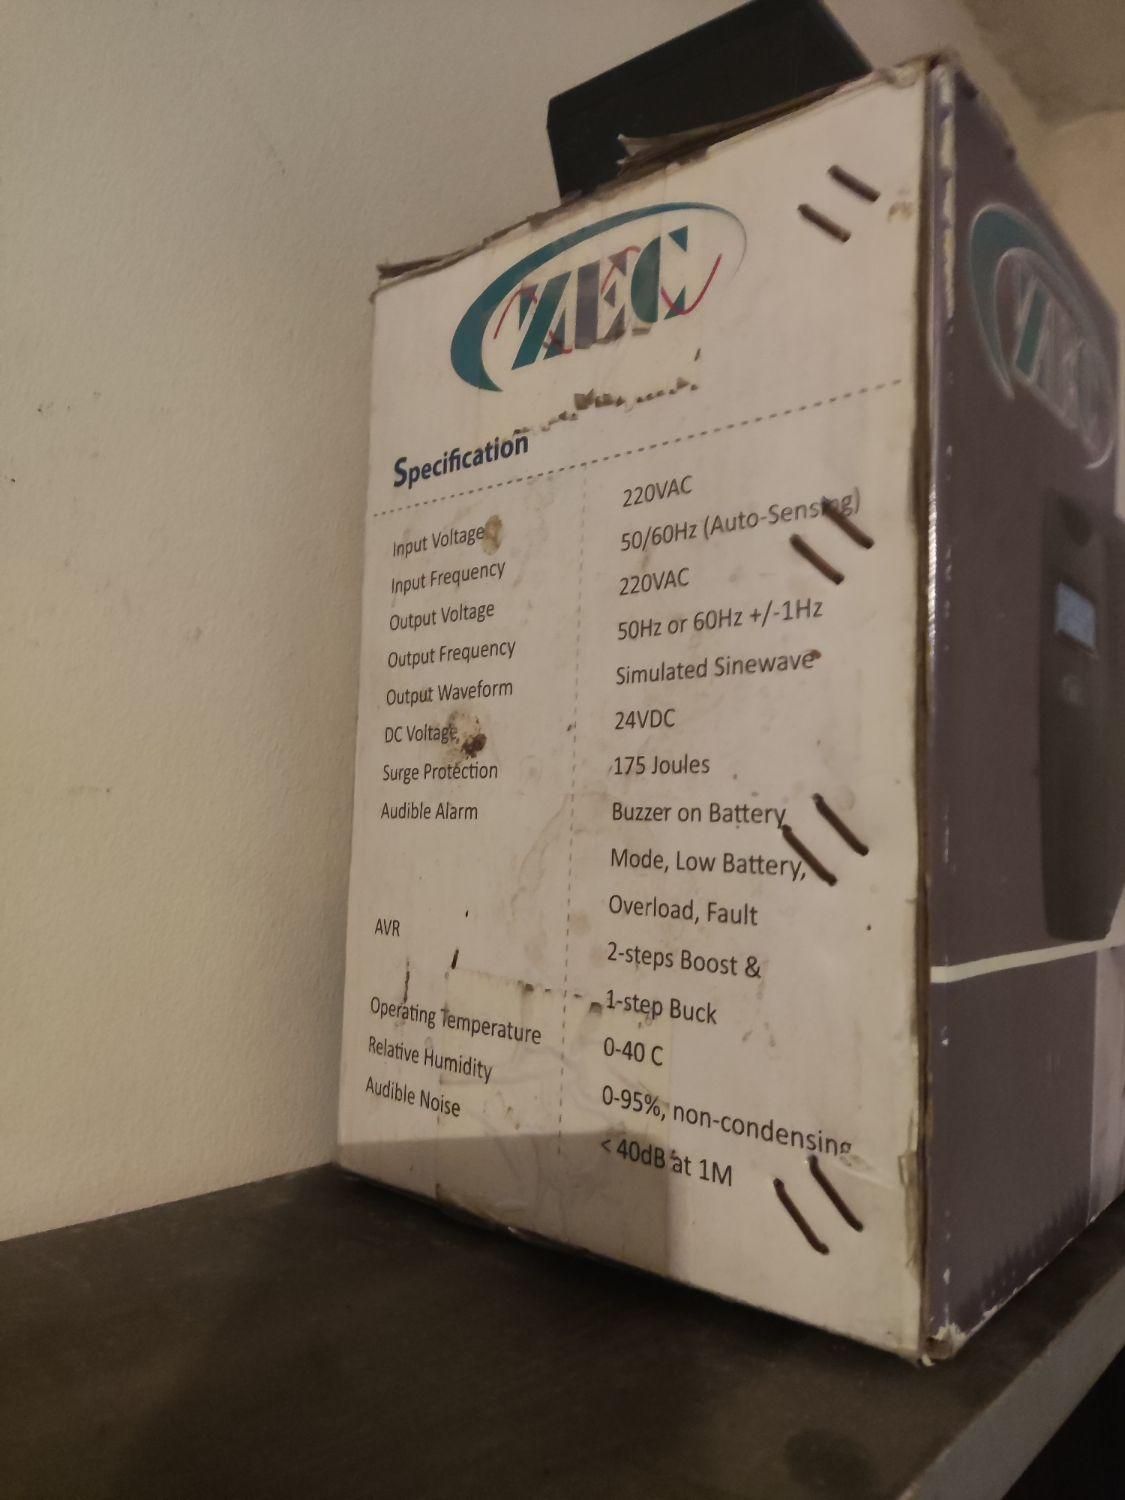 ZEC
Specification
Input Voltage 220VAC
Input Frequency 50/60Hz (Auto-Sensing)
Output Voltage 220VAC
Output Frequency 50Hz or 60Hz +/-1Hz
Output Waveform Simulated Sinewave
DC Voltage 24VDC
Surge Protection 175 Joules
Audible Alarm Buzzer on Battery
Mode, Low Battery,
Overload, Fault
AVR 2-steps Boost &
1-step Buck
Operating Temperature 0-40 C
Relative Humidity 0-95%, non-condensing
Audible Noise < 40dB at 1M
ZEC